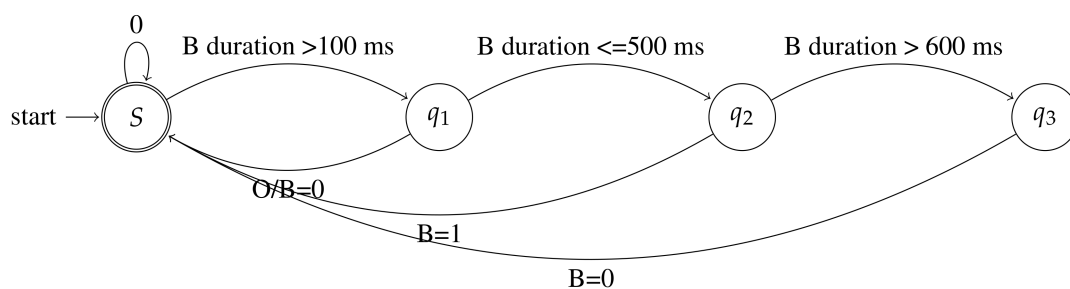 0
B duration >100 ms
B duration <=500 ms
B duration > 600 ms
start
S
q1
q2
q3
O/B=0
B=1
B=0